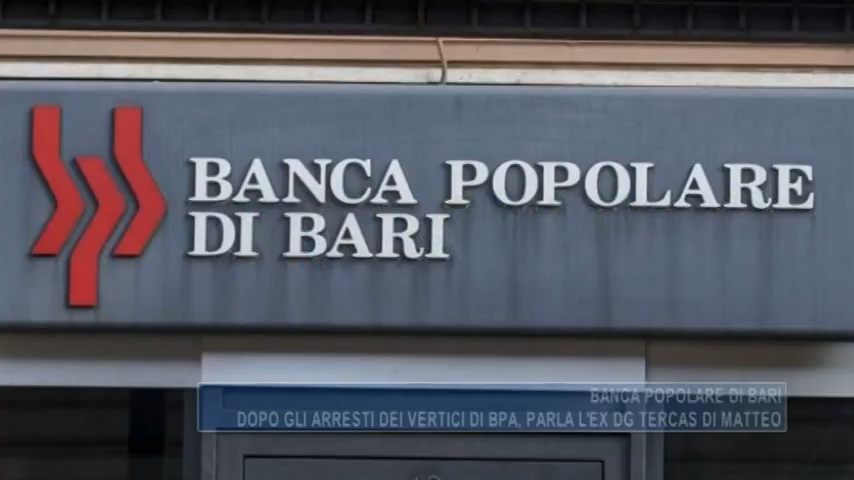 BANCA POPOLARE
DI BARI
BANCA POPOLARE DI BARI
DOPO GLI ARRESTI DEI VERTICI DI BPA, PARLA L'EX DG TERCAS DI MATTEO